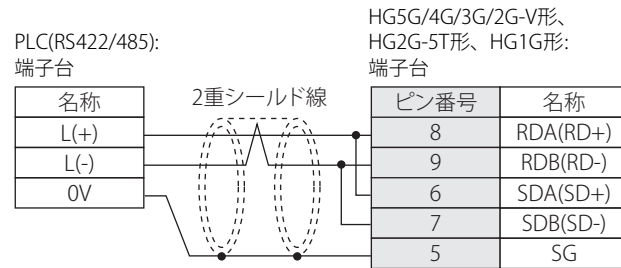 PLC(RS422/485):
端子台
HG5G/4G/3G/2G-V形、
HG2G-5T形、HG1G形:
端子台
名称
L(+)
L(-)
0V
2重シールド線
ピン番号 名称
8 RDA(RD+)
9 RDB(RD-)
6 SDA(SD+)
7 SDB(SD-)
5 SG